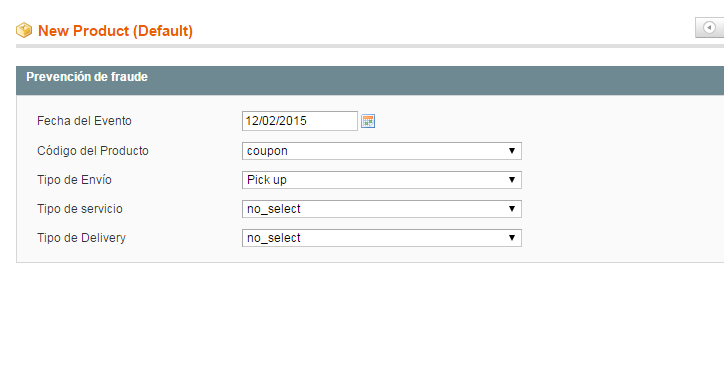 New Product (Default)
Prevención de fraude
Fecha del Evento 12/02/2015
Código del Producto coupon
Tipo de Envío Pick up
Tipo de servicio no_select
Tipo de Delivery no_select